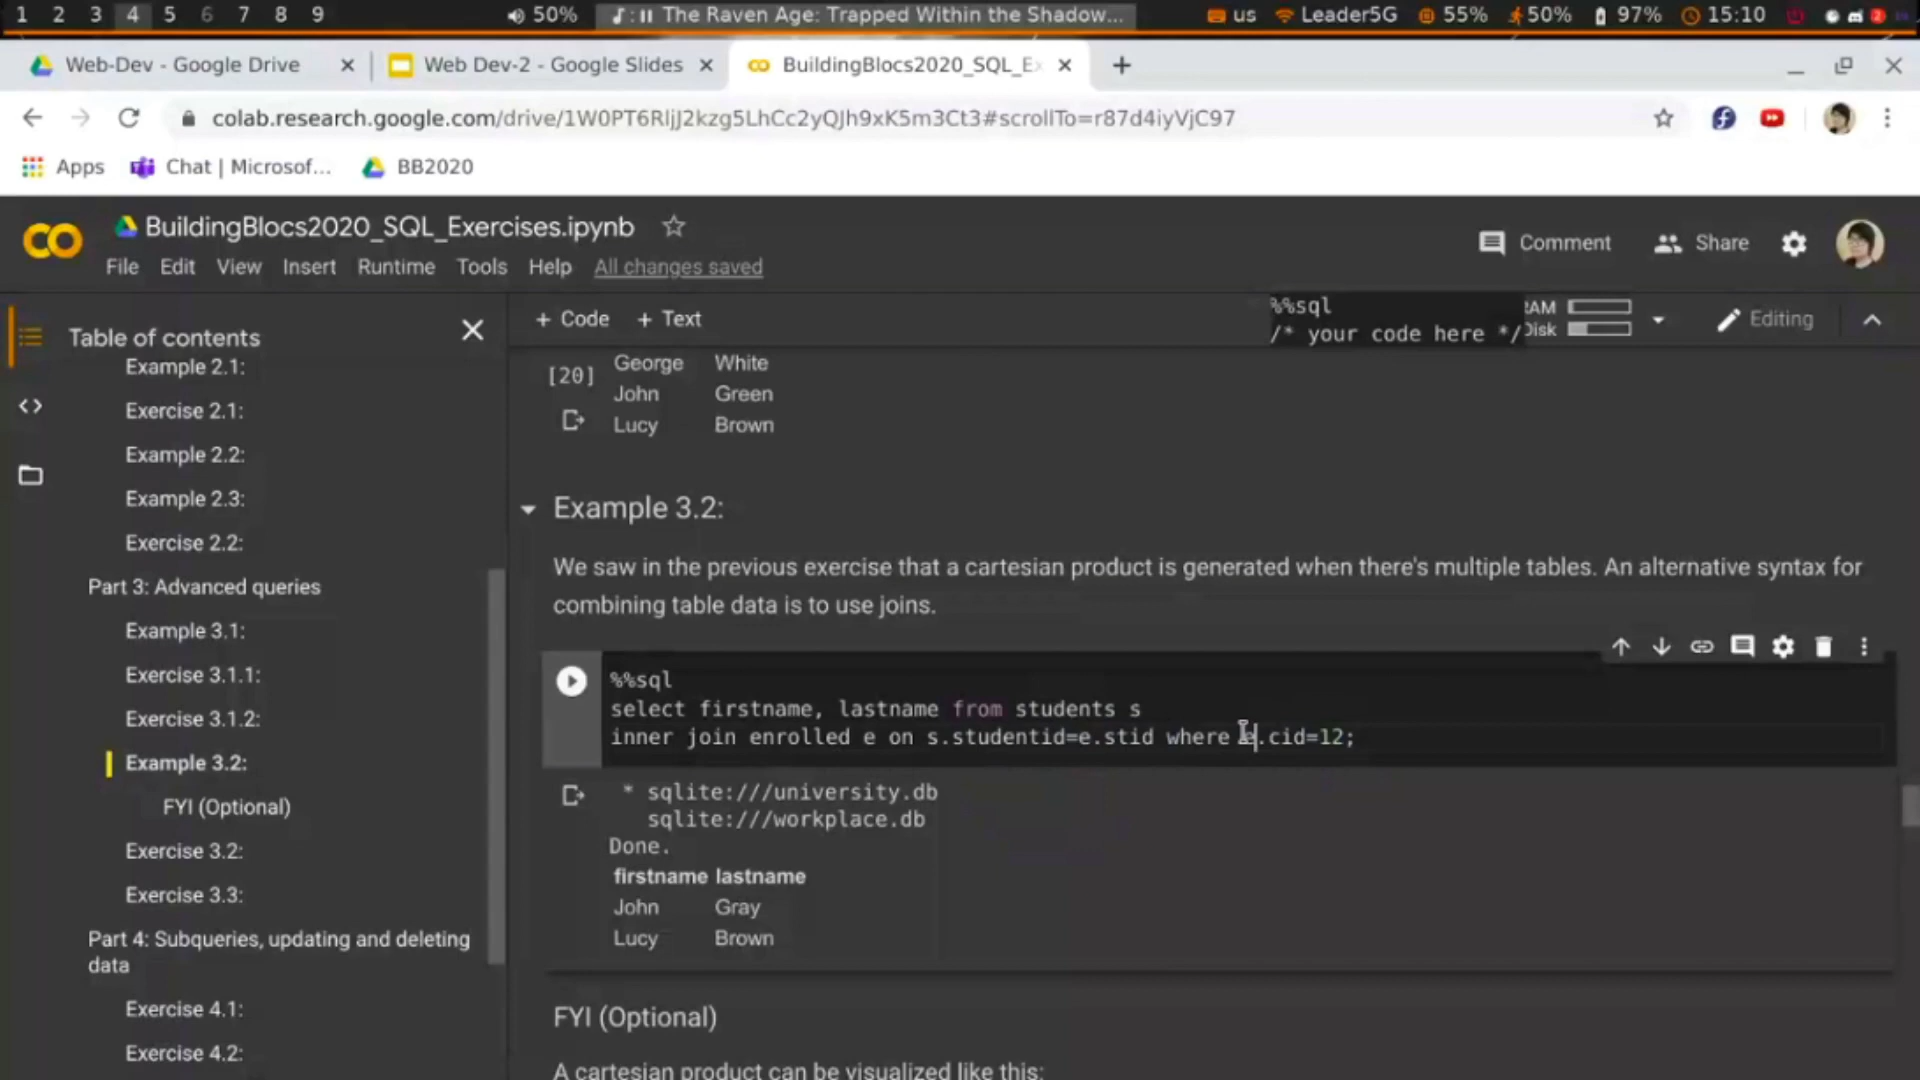 1 2 3 4 5 6 7 8 9 50% : The Raven Age: Trapped Within the Shadow... us Leader5G 55% 50% 97% 15:10 2
Web-Dev - Google Drive Web Dev-2 - Google Slides BuildingBlocs2020_SQL_Ex
colab.research.google.com/drive/1W0PT6RljJ2kzg5LhCc2yQJh9xK5m3Ct3#scrollTo=r87d4iyVjC97
Apps Chat | Microsof... BB2020
BuildingBlocs2020_SQL_Exercises.ipynb
Comment Share
File Edit View Insert Runtime Tools Help All changes saved
+ Code + Text
%%sql
/* your code here */
RAM
Disk
Editing
Table of contents
Example 2.1:
Exercise 2.1:
Example 2.2:
Example 2.3:
Exercise 2.2:
Part 3: Advanced queries
Example 3.1:
Exercise 3.1.1:
Exercise 3.1.2:
Example 3.2:
FYI (Optional)
Exercise 3.2:
Exercise 3.3:
Part 4: Subqueries, updating and deleting
data
Exercise 4.1:
Exercise 4.2:
[20]
George White
John Green
Lucy Brown
Example 3.2:
We saw in the previous exercise that a cartesian product is generated when there's multiple tables. An alternative syntax for
combining table data is to use joins.
%%sql
select firstname, lastname from students s
inner join enrolled e on s.studentid=e.stid where e.cid=12;
* sqlite:///university.db
sqlite:///workplace.db
Done.
firstname lastname
John Gray
Lucy Brown
FYI (Optional)
A cartesian product can be visualized like this: